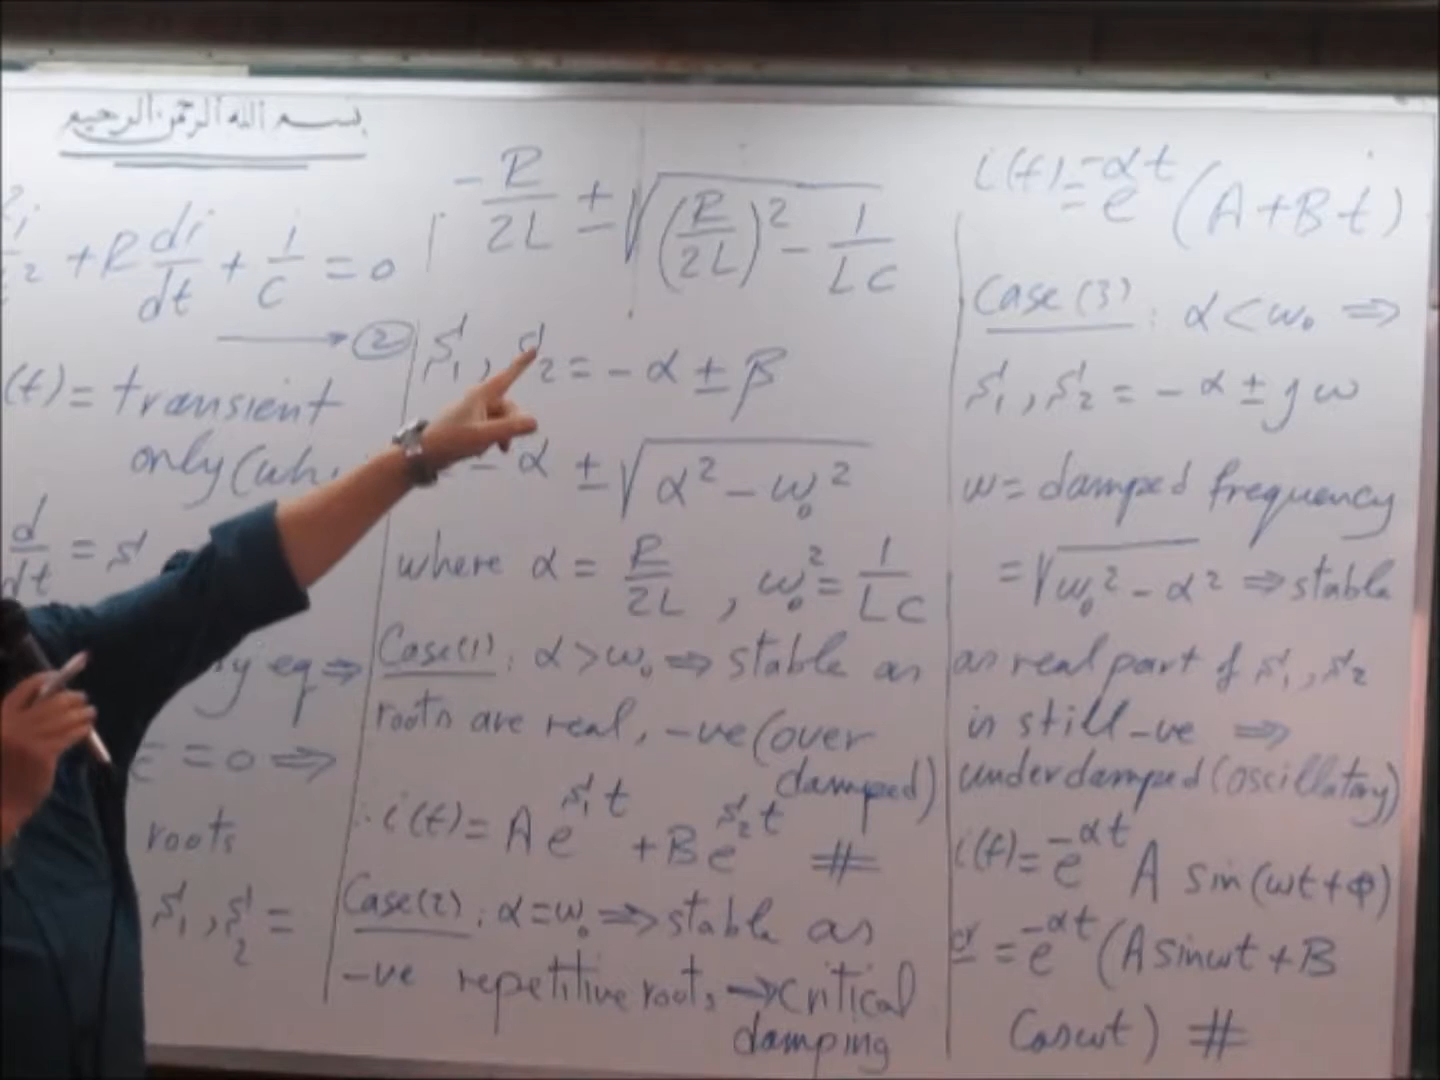 بسم الله الرحمن الرحيم
+ R di/dt + 1/C = 0
→ ②
(t) = transient
only (wh
d/dt = s
y eq ⇒
= 0 ⇒
roots
s₁, s₂ =
-R/2L ± √((R/2L)² - 1/LC)
s₁, s₂ = - α ± β
= - α ± √(α² - ω₀²)
where α = R/2L , ω₀² = 1/LC
Case(1): α > ω₀ ⇒ stable as
roots are real, -ve (over
damped)
∴ i(t) = A e^(s₁t) + B e^(s₂t) #
Case(2): α = ω₀ ⇒ stable as
-ve repetitive roots → critical
damping
i(t) = e^(-αt) (A + Bt)
Case(3): α < ω₀ ⇒
s₁, s₂ = - α ± jω
ω = damped frequency
= √(ω₀² - α²) ⇒ stable
as real part of s₁, s₂
is still -ve ⇒
underdamped (oscillatory)
i(t) = e^(-αt) A sin(ωt + φ)
or = e^(-αt) (A sinωt + B
Cosωt) #